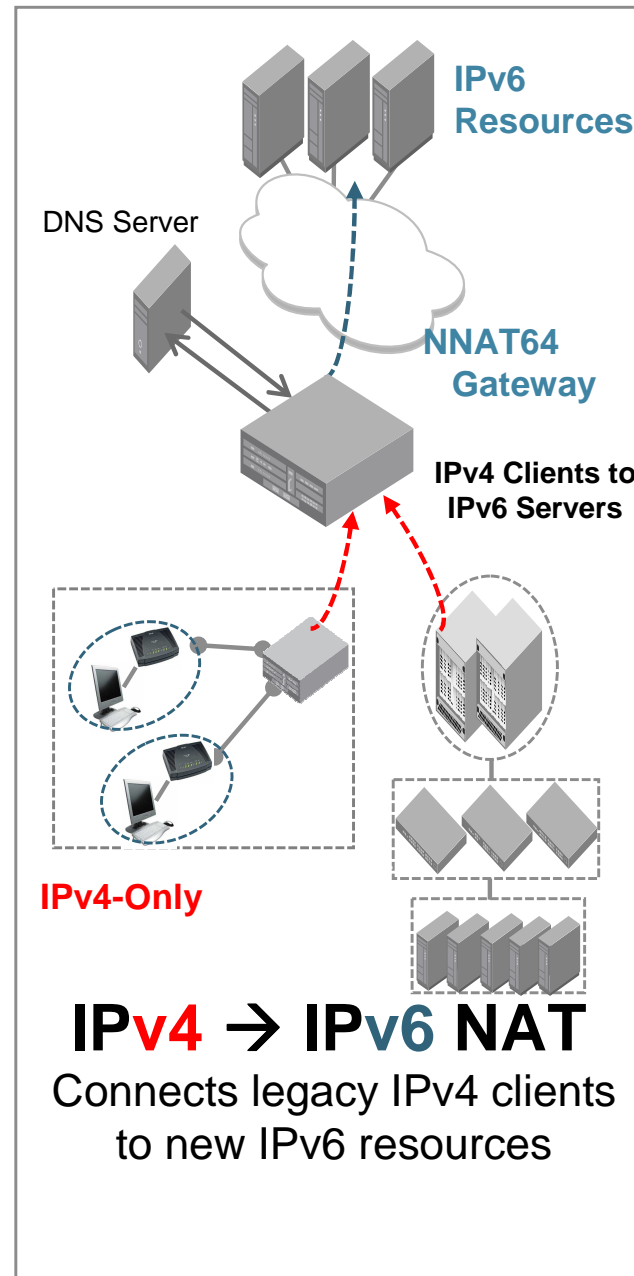 IPv6
Resources
DNS Server
NNAT64
Gateway
IPv4 Clients to
IPv6 Servers
IPv4-Only
IPv4 → IPv6 NAT
Connects legacy IPv4 clients
to new IPv6 resources